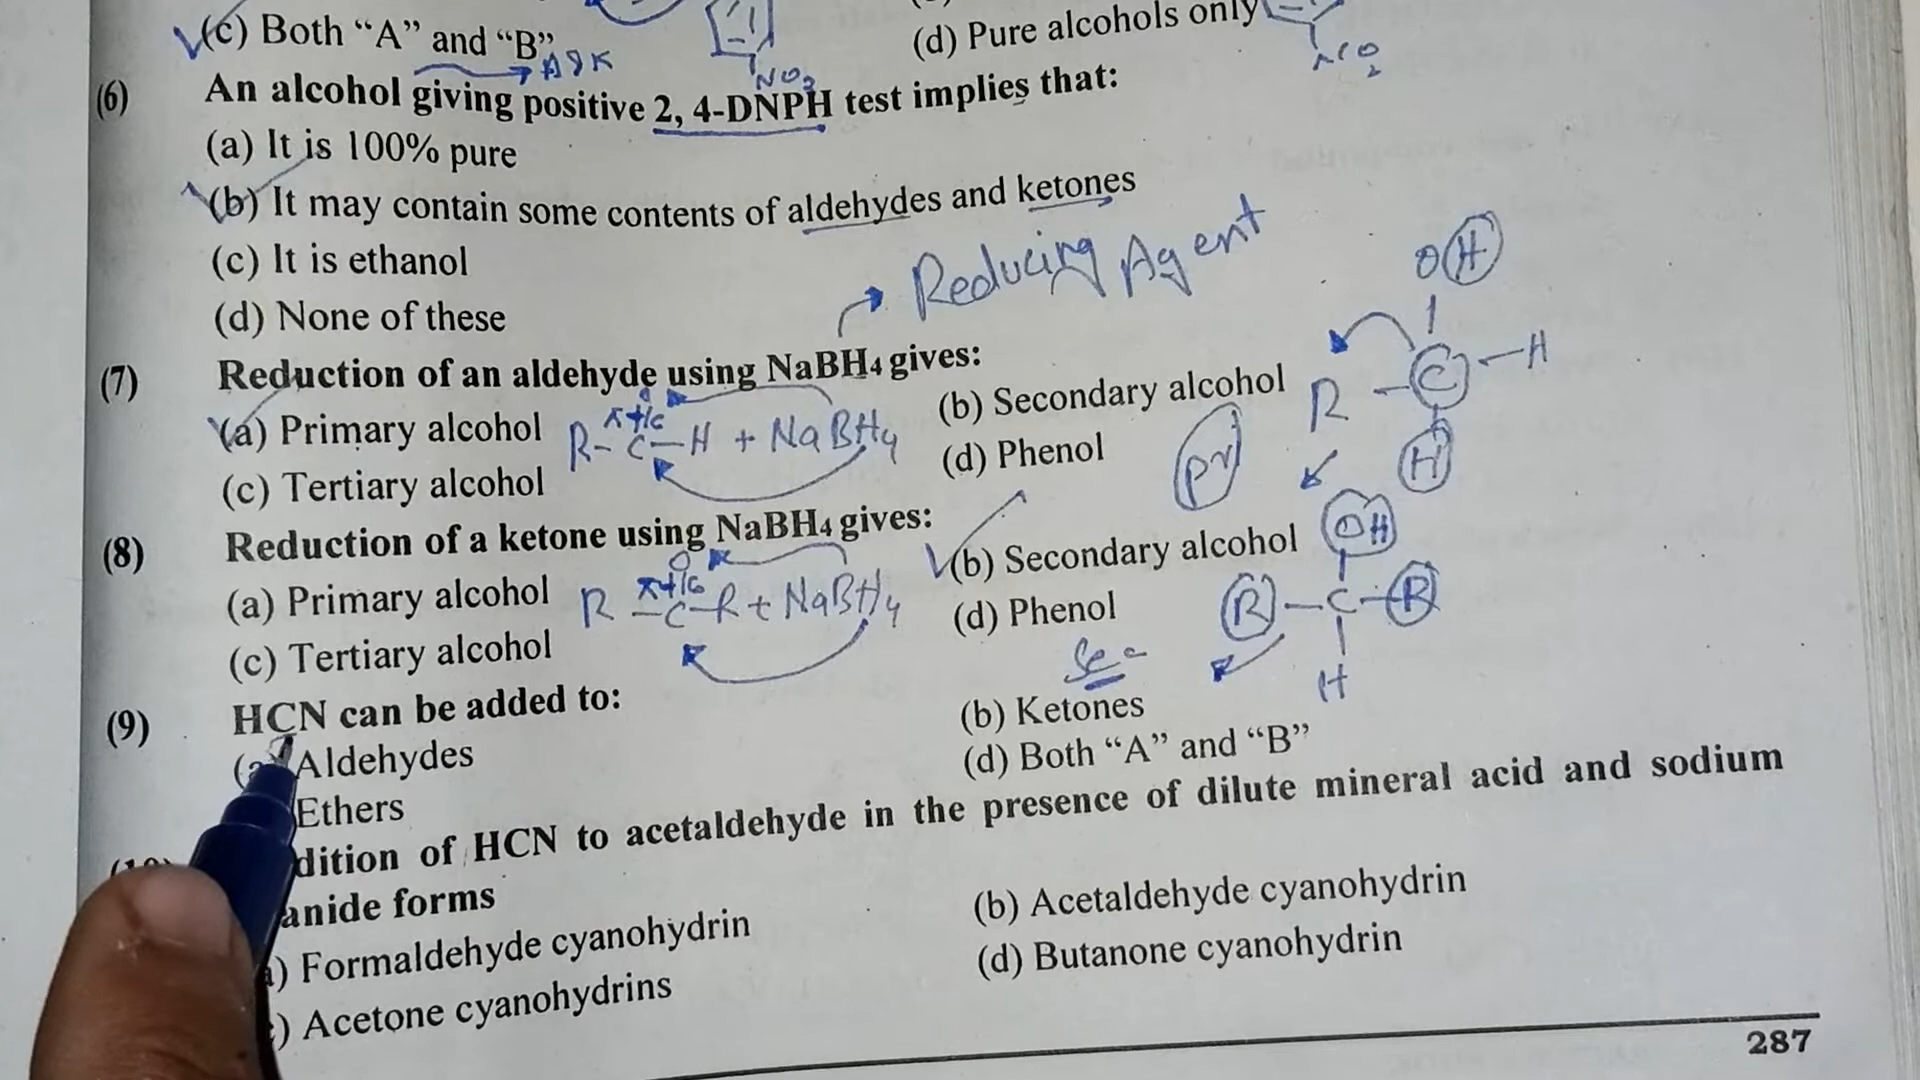 (c) Both “A” and “B”
(d) Pure alcohols only
NO₂
(6) An alcohol giving positive 2, 4-DNPH test implies that:
(a) It is 100% pure
(b) It may contain some contents of aldehydes and ketones
(c) It is ethanol
(d) None of these
Reducing Agent
OH
R - C - H
H
(7) Reduction of an aldehyde using NaBH₄ gives:
(a) Primary alcohol
(b) Secondary alcohol
R - C - H + NaBH₄
(c) Tertiary alcohol
(d) Phenol
pr
(8) Reduction of a ketone using NaBH₄ gives:
(a) Primary alcohol
(b) Secondary alcohol
O
R - C - R + NaBH₄
(c) Tertiary alcohol
(d) Phenol
OH
R - C - R
H
Sec
(9) HCN can be added to:
Aldehydes
(b) Ketones
Ethers
(d) Both “A” and “B”
dition of HCN to acetaldehyde in the presence of dilute mineral acid and sodium
anide forms
) Formaldehyde cyanohydrin
(b) Acetaldehyde cyanohydrin
) Acetone cyanohydrins
(d) Butanone cyanohydrin
287